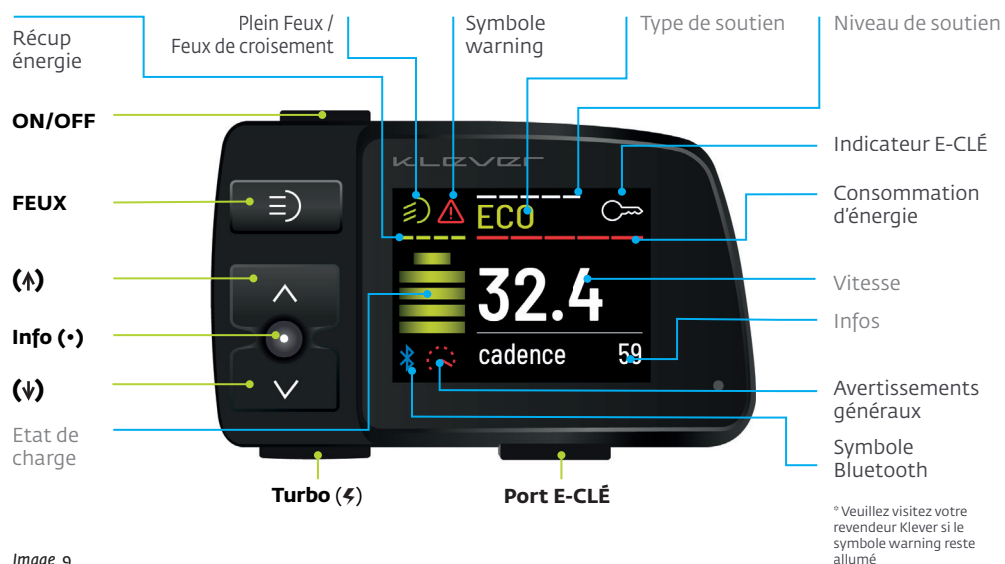 Récup
énergie
Plein Feux /
Feux de croisement
Symbole
warning
Type de soutien
Niveau de soutien
ON/OFF
FEUX
(↑)
Info (•)
(↓)
Etat de
charge
KLEVER
ECO
32.4
cadence 59
Indicateur E-CLÉ
Consommation
d'énergie
Vitesse
Infos
Avertissements
généraux
Symbole
Bluetooth
Turbo (⚡)
Port E-CLÉ
* Veuillez visitez votre
revendeur Klever si le
symbole warning reste
allumé
Image 9